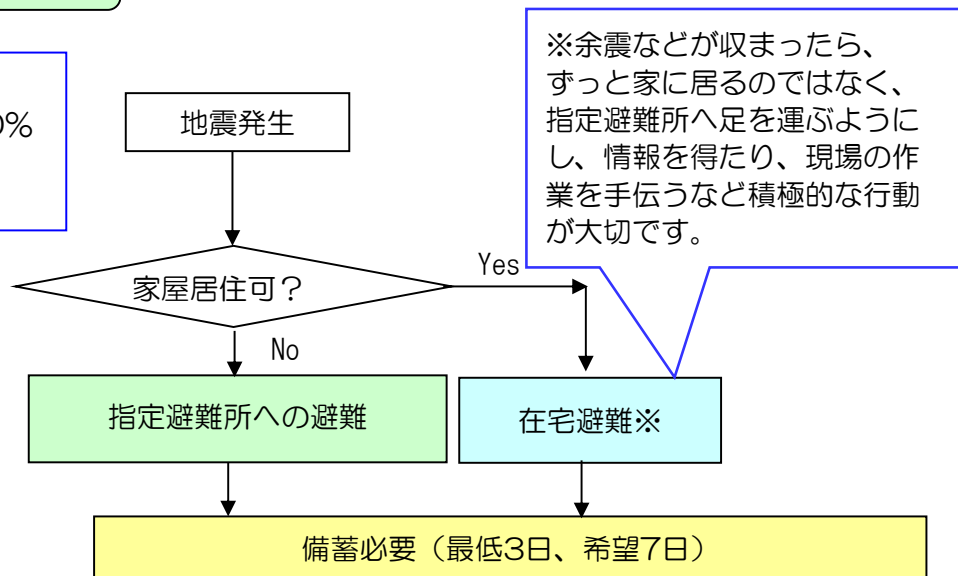 ※余震などが収まったら、
ずっと家に居るのではなく、
指定避難所へ足を運ぶように
し、情報を得たり、現場の作
業を手伝うなど積極的な行動
が大切です。
%
地震発生
家屋居住可？
Yes
No
指定避難所への避難
在宅避難※
備蓄必要（最低3日、希望7日）